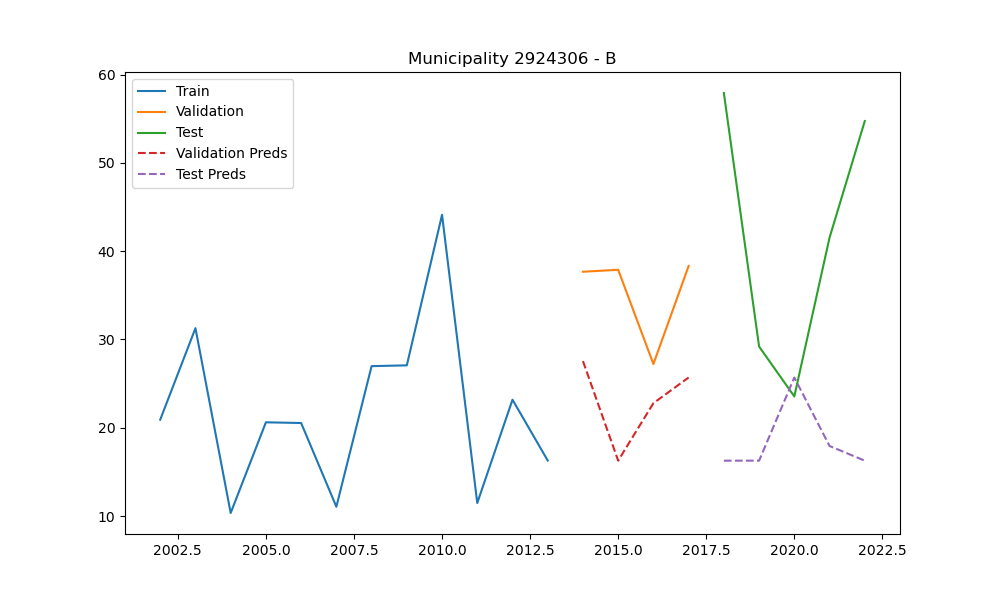 Municipality 2924306 - B
60
50
40
30
20
10
Train
Validation
Test
Validation Preds
Test Preds
2002.5 2005.0 2007.5 2010.0 2012.5 2015.0 2017.5 2020.0 2022.5